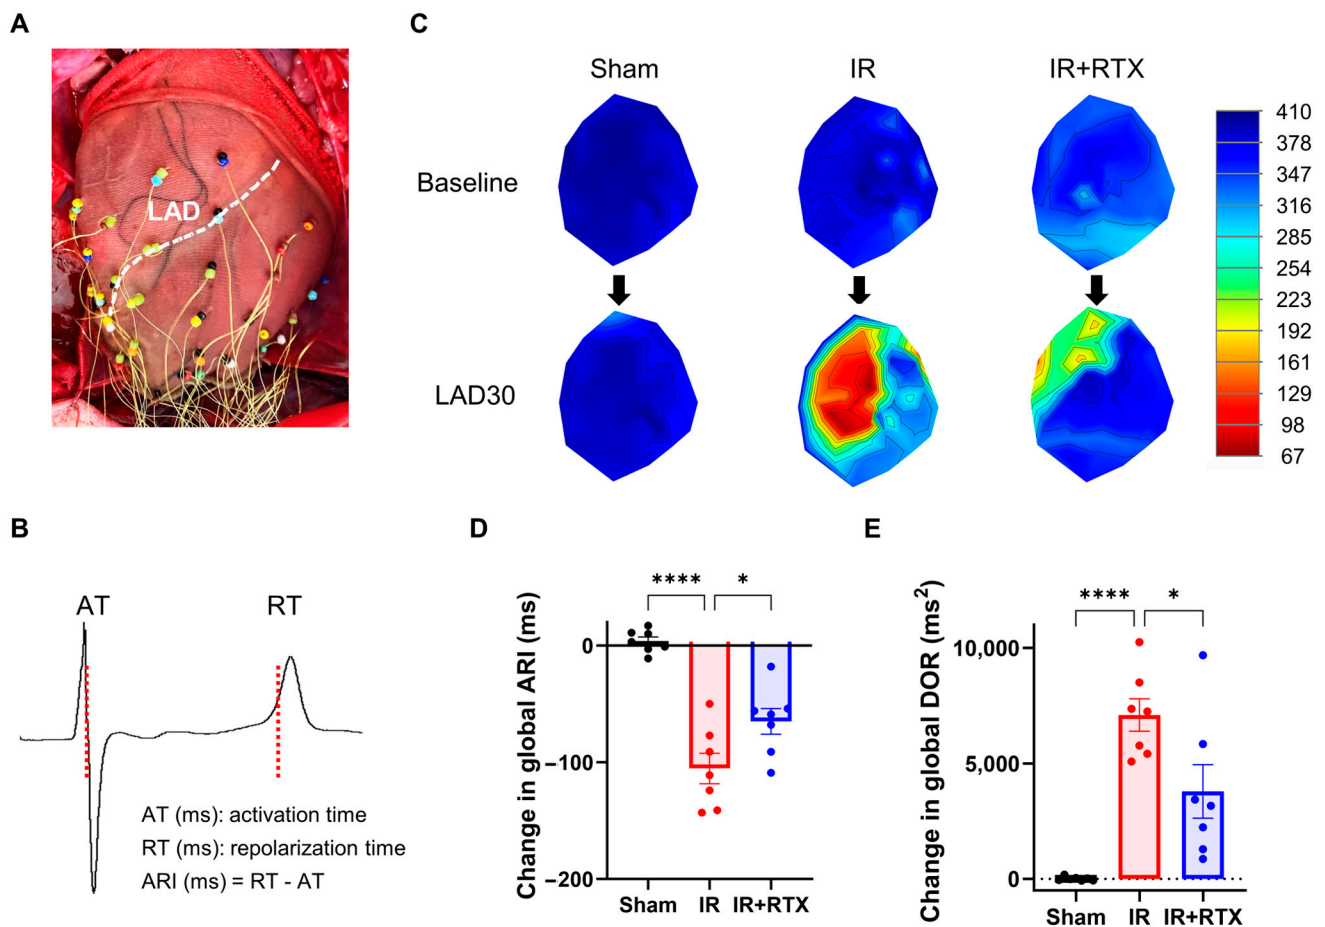 A
LAD
B
AT RT
AT (ms): activation time
RT (ms): repolarization time
ARI (ms) = RT - AT
C
Sham IR IR+RTX
Baseline
LAD30
410
378
347
316
285
254
223
192
161
129
98
67
D
Change in global ARI (ms)
**** *
0
−100
−200
Sham IR IR+RTX
E
Change in global DOR (ms²)
**** *
10,000
5,000
0
Sham IR IR+RTX